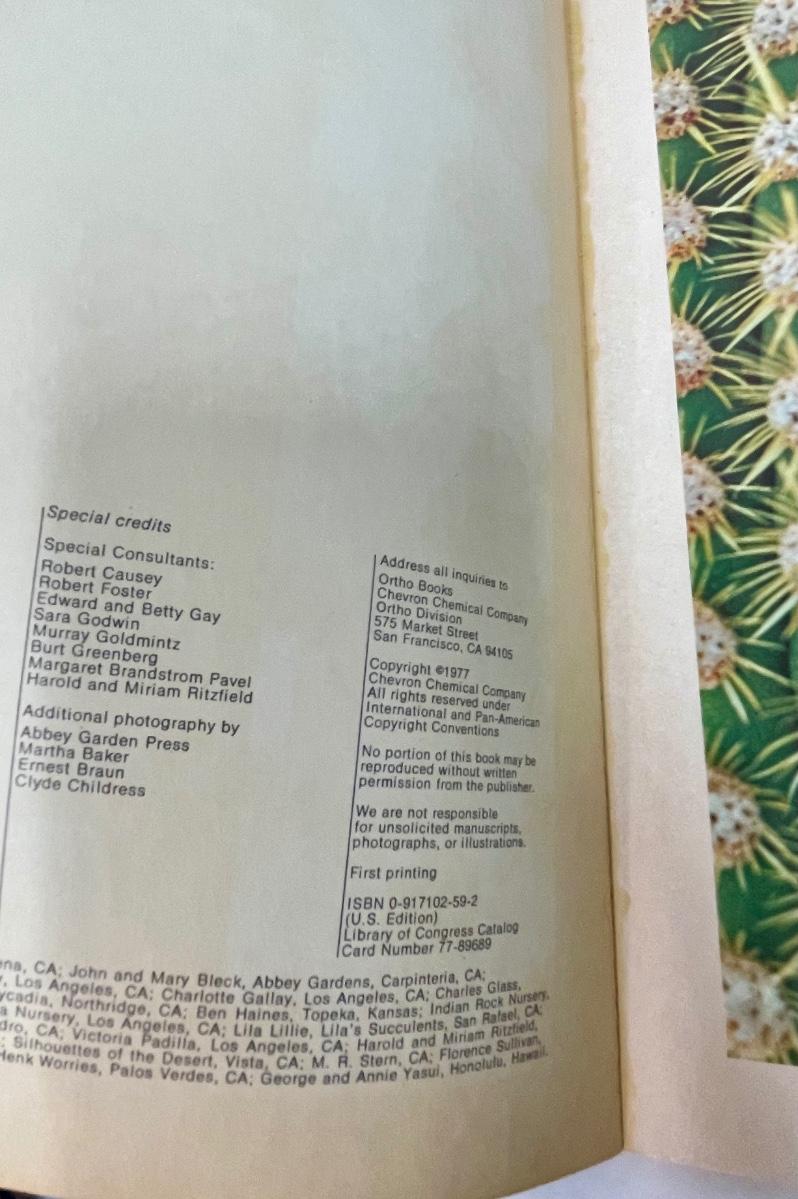 Special credits
Special Consultants:
Robert Causey
Robert Foster
Edward and Betty Gay
Sara Godwin
Murray Goldmintz
Burt Greenberg
Margaret Brandstrom Pavel
Harold and Miriam Ritzfield
Additional photography by
Abbey Garden Press
Martha Baker
Ernest Braun
Clyde Childress
Address all inquiries to
Ortho Books
Chevron Chemical Company
Ortho Division
575 Market Street
San Francisco, CA 94105
Copyright ©1977
Chevron Chemical Company
All rights reserved under
International and Pan-American
Copyright Conventions
No portion of this book may be
reproduced without written
permission from the publisher.
We are not responsible
for unsolicited manuscripts,
photographs, or illustrations.
First printing
ISBN 0-917102-59-2
(U.S. Edition)
Library of Congress Catalog
Card Number 77-89689
CA; John and Mary Bleck, Abbey Gardens, Carpinteria, CA;
Los Angeles, CA; Charlotte Gallay, Los Angeles, CA; Charles Glass,
Northridge, CA; Ben Haines, Topeka, Kansas; Indian Rock Nursery,
Nursery, Los Angeles, CA; Lila Lillie, Lila's Succulents, San Rafael, CA;
CA; Victoria Padilla, Los Angeles, CA; Harold and Miriam Ritzfield,
; Silhouettes of the Desert, Vista, CA; M. R. Stern, CA; Florence Sullivan,
Henk Worries, Palos Verdes, CA; George and Annie Yasui, Honolulu, Hawaii.